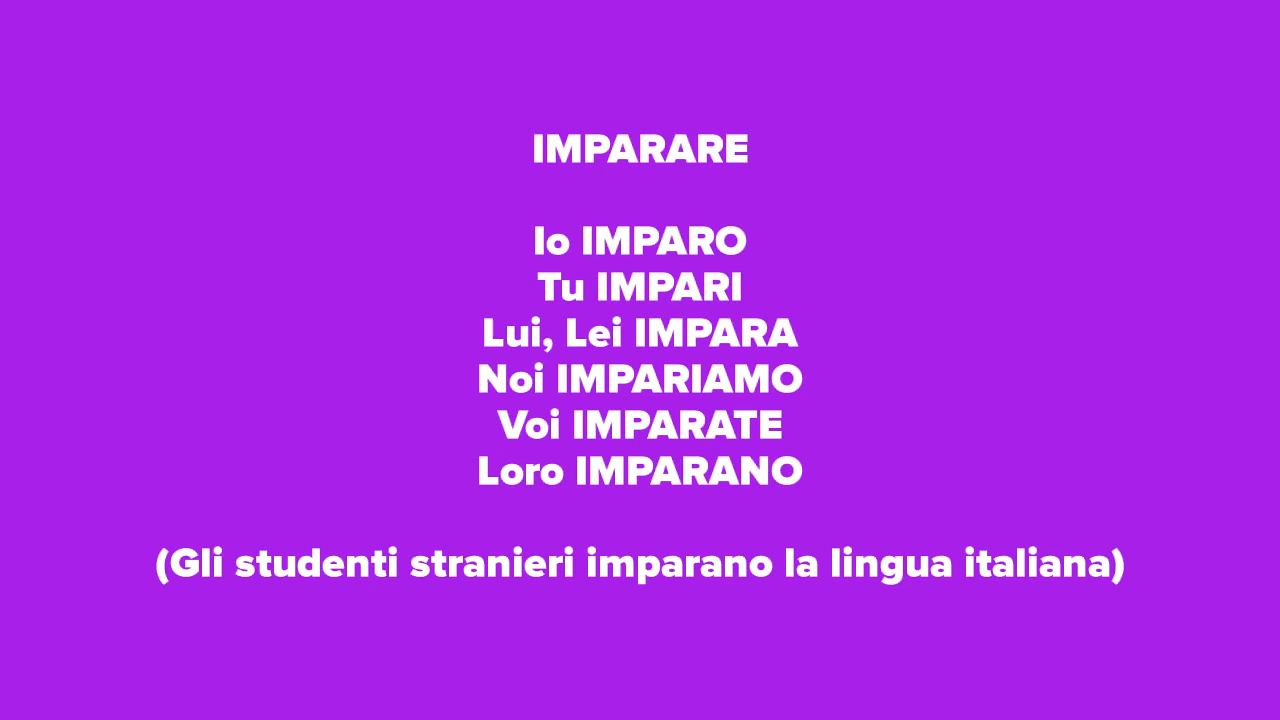 IMPARARE
Io IMPARO
Tu IMPARI
Lui, Lei IMPARA
Noi IMPARIAMO
Voi IMPARATE
Loro IMPARANO
(Gli studenti stranieri imparano la lingua italiana)